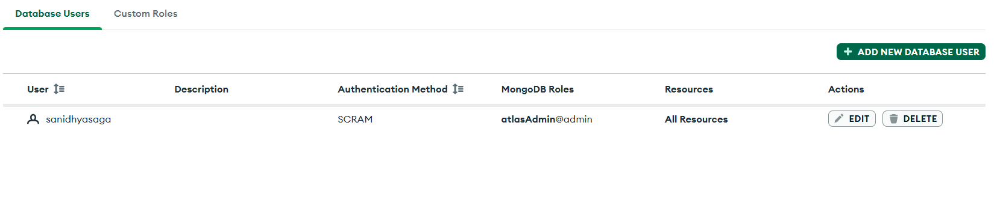 Database Users Custom Roles
ADD NEW DATABASE USER
User Description Authentication Method MongoDB Roles Resources Actions
sanidhyasaga SCRAM atlasAdmin@admin All Resources EDIT DELETE